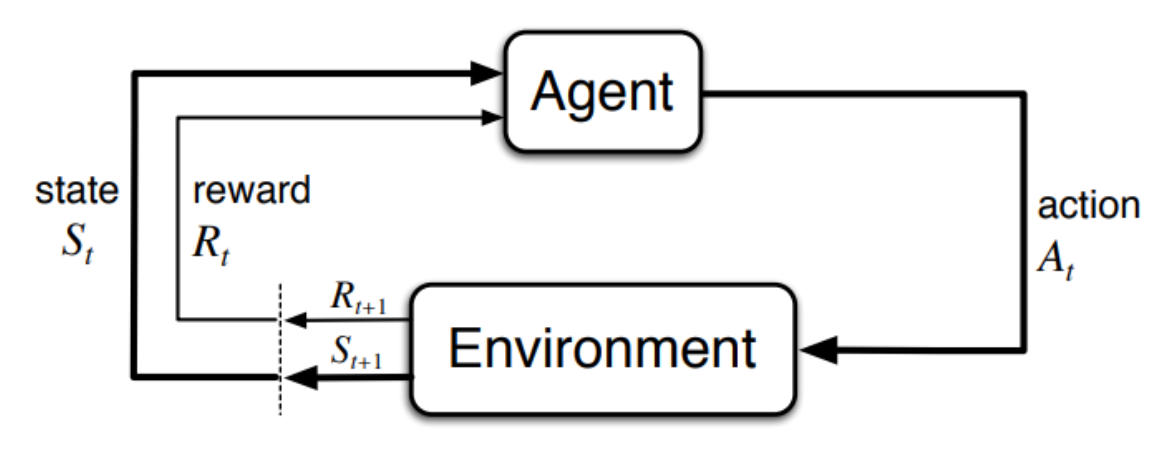 Agent
state
S_t
reward
R_t
action
A_t
R_{t+1}
S_{t+1}
Environment